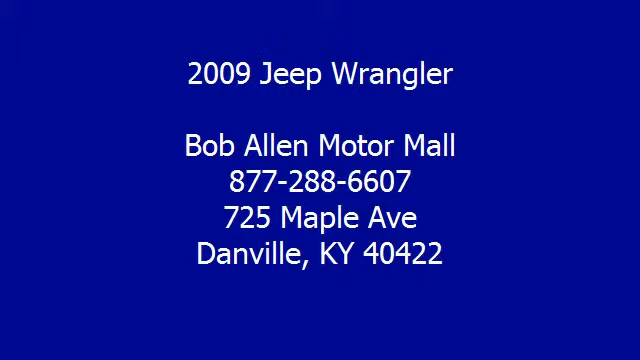 2009 Jeep Wrangler
Bob Allen Motor Mall
877-288-6607
725 Maple Ave
Danville, KY 40422